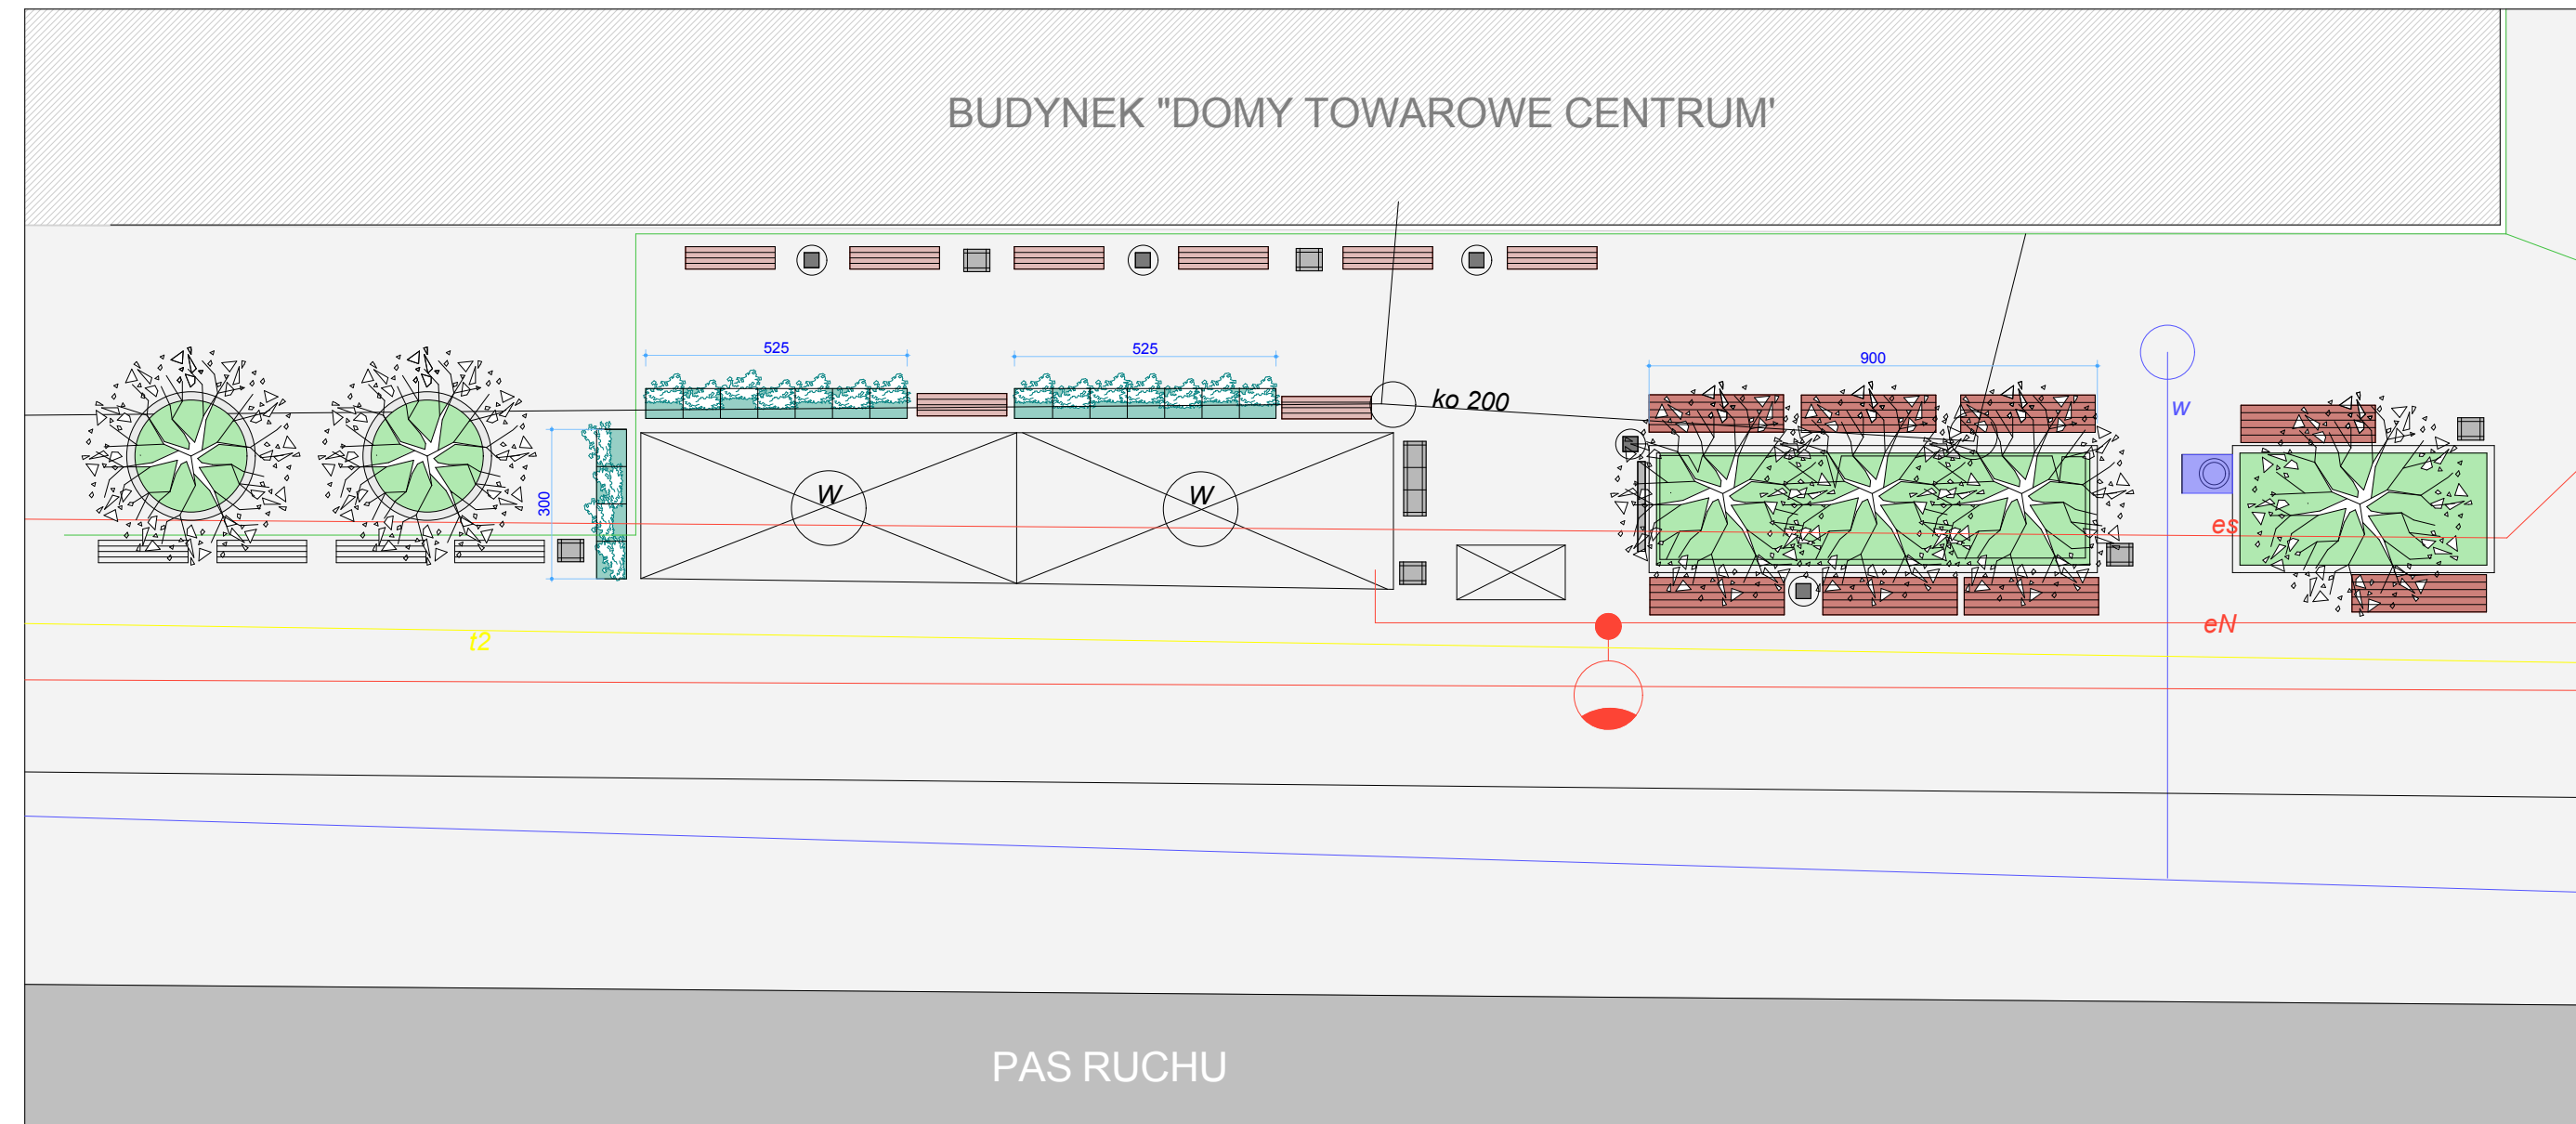 BUDYNEK "DOMY TOWAROWE CENTRUM'
525
525
900
ko 200
w
300
W
W
es
eN
t2
PAS RUCHU